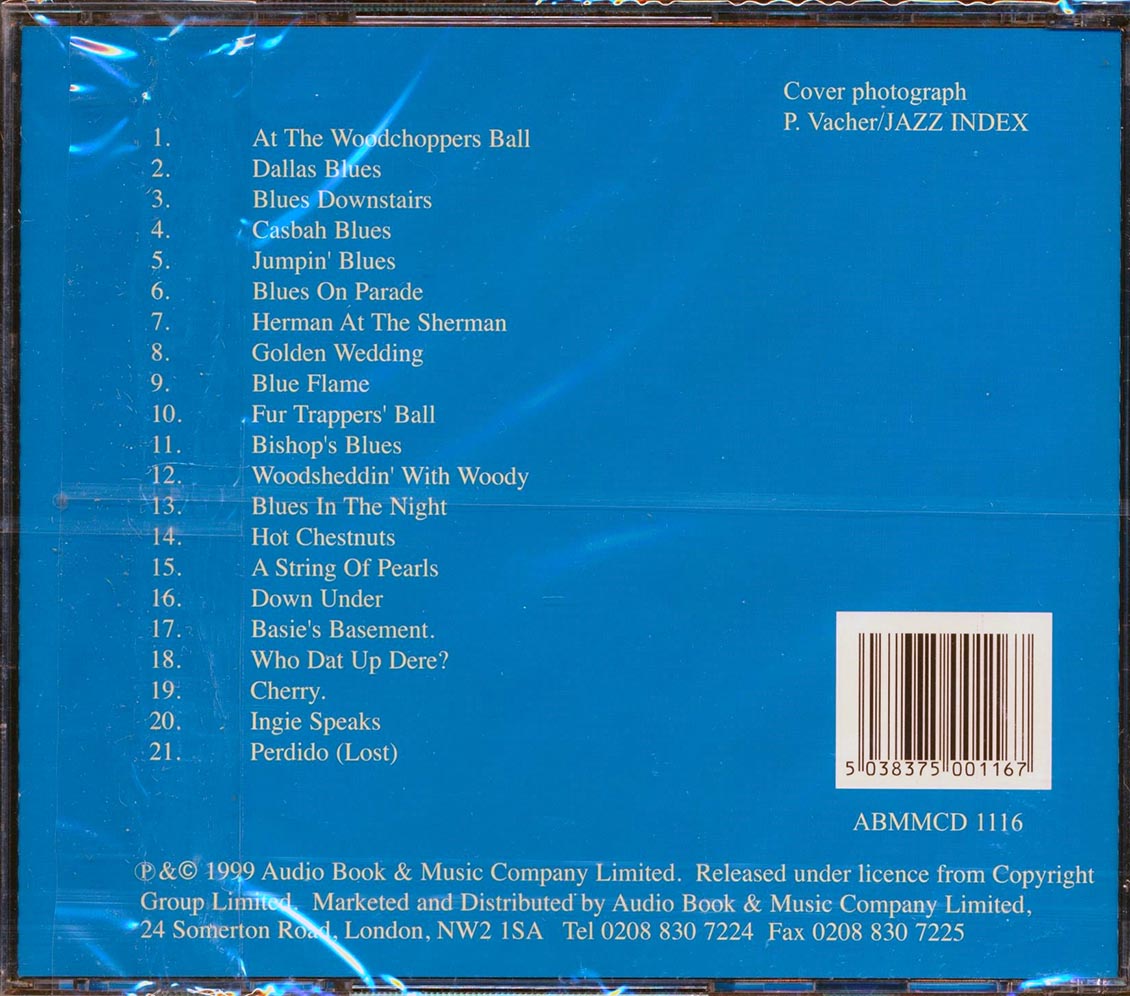 Cover photograph
P. Vacher/JAZZ INDEX
1. At The Woodchoppers Ball
2. Dallas Blues
3. Blues Downstairs
4. Casbah Blues
5. Jumpin' Blues
6. Blues On Parade
7. Herman At The Sherman
8. Golden Wedding
9. Blue Flame
10. Fur Trappers' Ball
11. Bishop's Blues
12. Woodsheddin' With Woody
13. Blues In The Night
14. Hot Chestnuts
15. A String Of Pearls
16. Down Under
17. Basie's Basement.
18. Who Dat Up Dere?
19. Cherry.
20. Ingie Speaks
21. Perdido (Lost)
5 038375 001167
ABMMCD 1116
℗ &© 1999 Audio Book & Music Company Limited. Released under licence from Copyright
Group Limited. Marketed and Distributed by Audio Book & Music Company Limited,
24 Somerton Road, London, NW2 1SA Tel 0208 830 7224 Fax 0208 830 7225